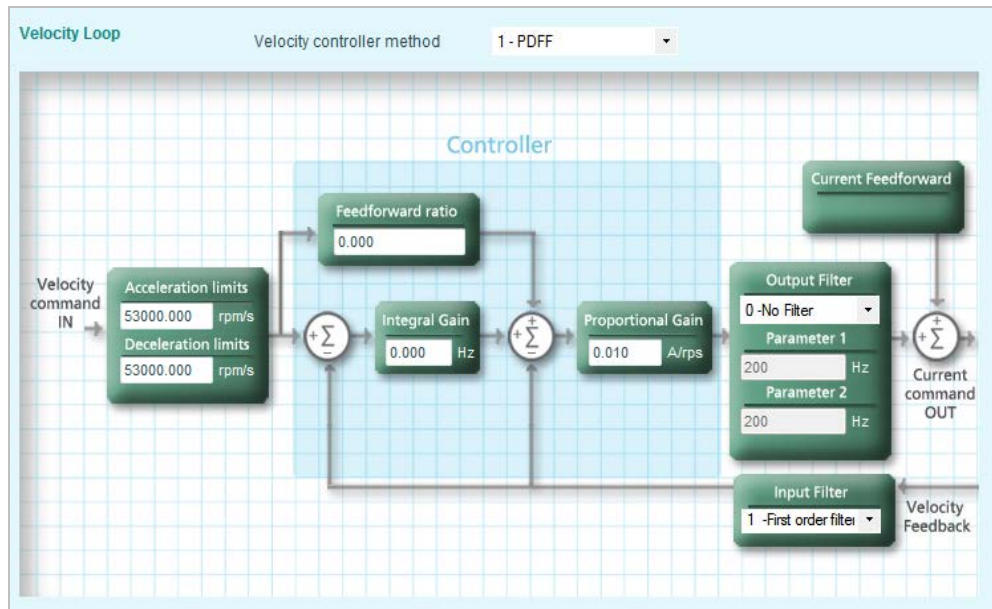 Velocity Loop
Velocity controller method
1 - PDFF
Controller
Current Feedforward
Feedforward ratio
0.000
Velocity
command
IN
Acceleration limits
53000.000 rpm/s
Deceleration limits
53000.000 rpm/s
+ Σ −
Integral Gain
0.000 Hz
+ + Σ −
Proportional Gain
0.010 A/rps
Output Filter
0 -No Filter
Parameter 1
200 Hz
Parameter 2
200 Hz
+ + Σ
Current
command
OUT
Input Filter
1 -First order filter
Velocity
Feedback